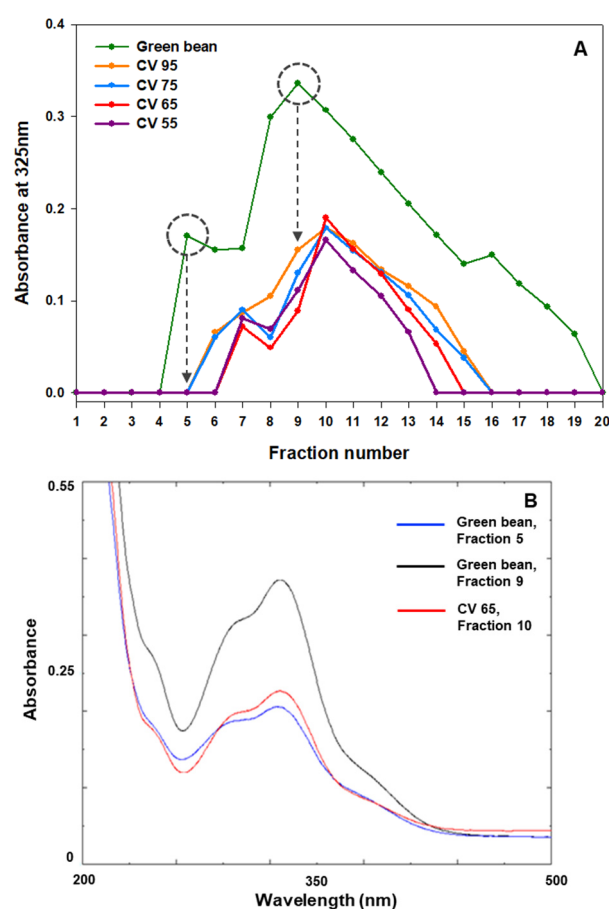 0.4
0.3
0.2
0.1
0.0
Absorbance at 325nm
Green bean
CV 95
CV 75
CV 65
CV 55
A
1 2 3 4 5 6 7 8 9 10 11 12 13 14 15 16 17 18 19 20
Fraction number
0.55
0.25
0
Absorbance
B
Green bean,
Fraction 5
Green bean,
Fraction 9
CV 65,
Fraction 10
200 350 500
Wavelength (nm)